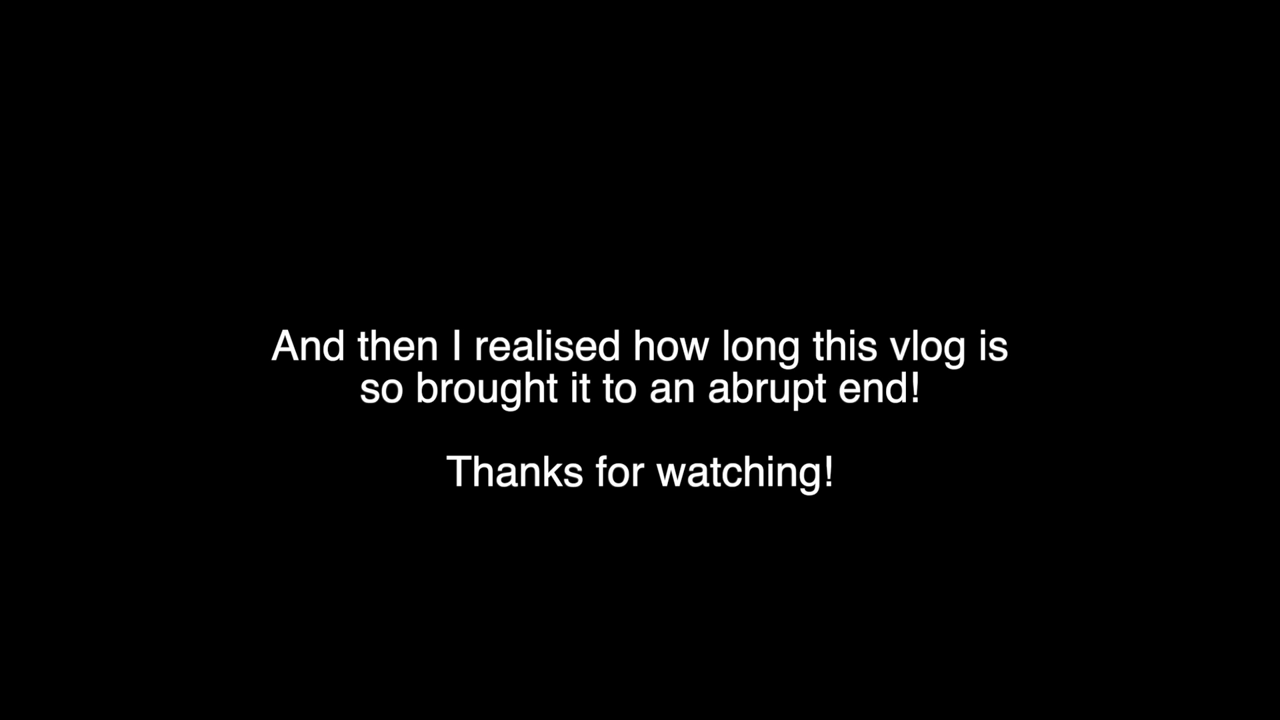 And then I realised how long this vlog is
so brought it to an abrupt end!
Thanks for watching!